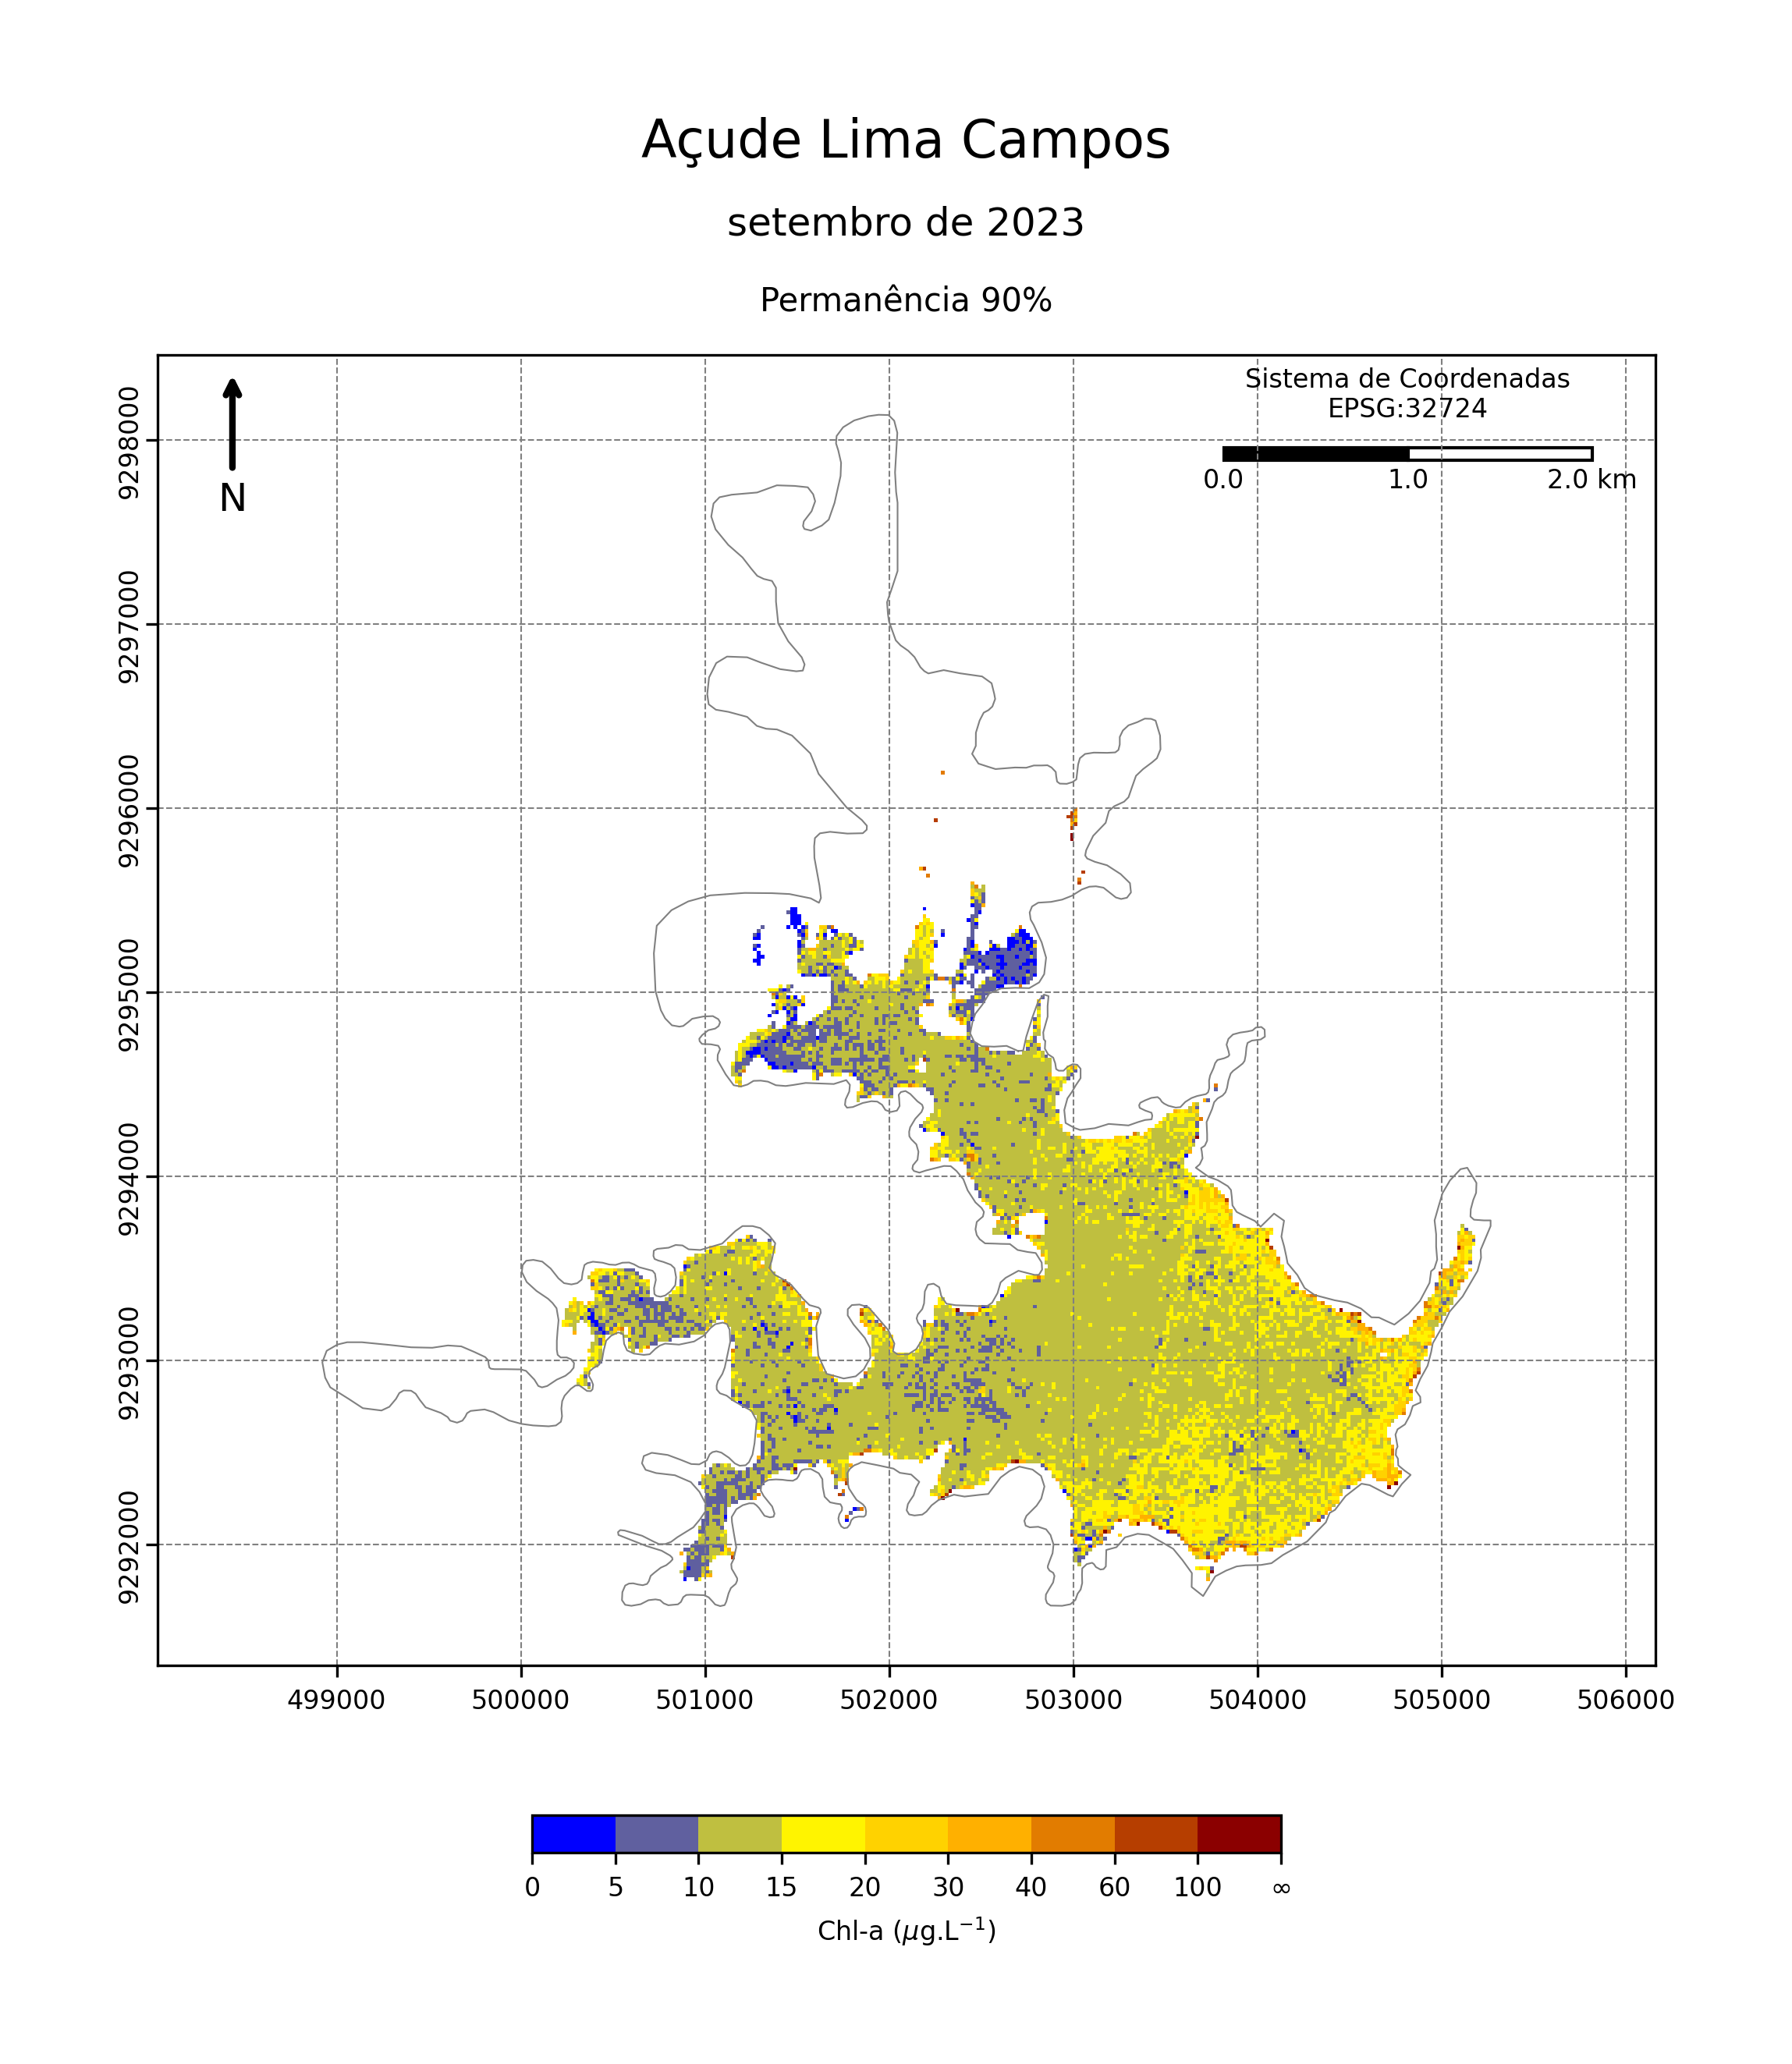 Açude Lima Campos
setembro de 2023
Permanência 90%
Sistema de Coordenadas
EPSG:32724
0.0 1.0 2.0 km
N
9298000
9297000
9296000
9295000
9294000
9293000
9292000
499000 500000 501000 502000 503000 504000 505000 506000
0 5 10 15 20 30 40 60 100 ∞
Chl-a (μg.L⁻¹)